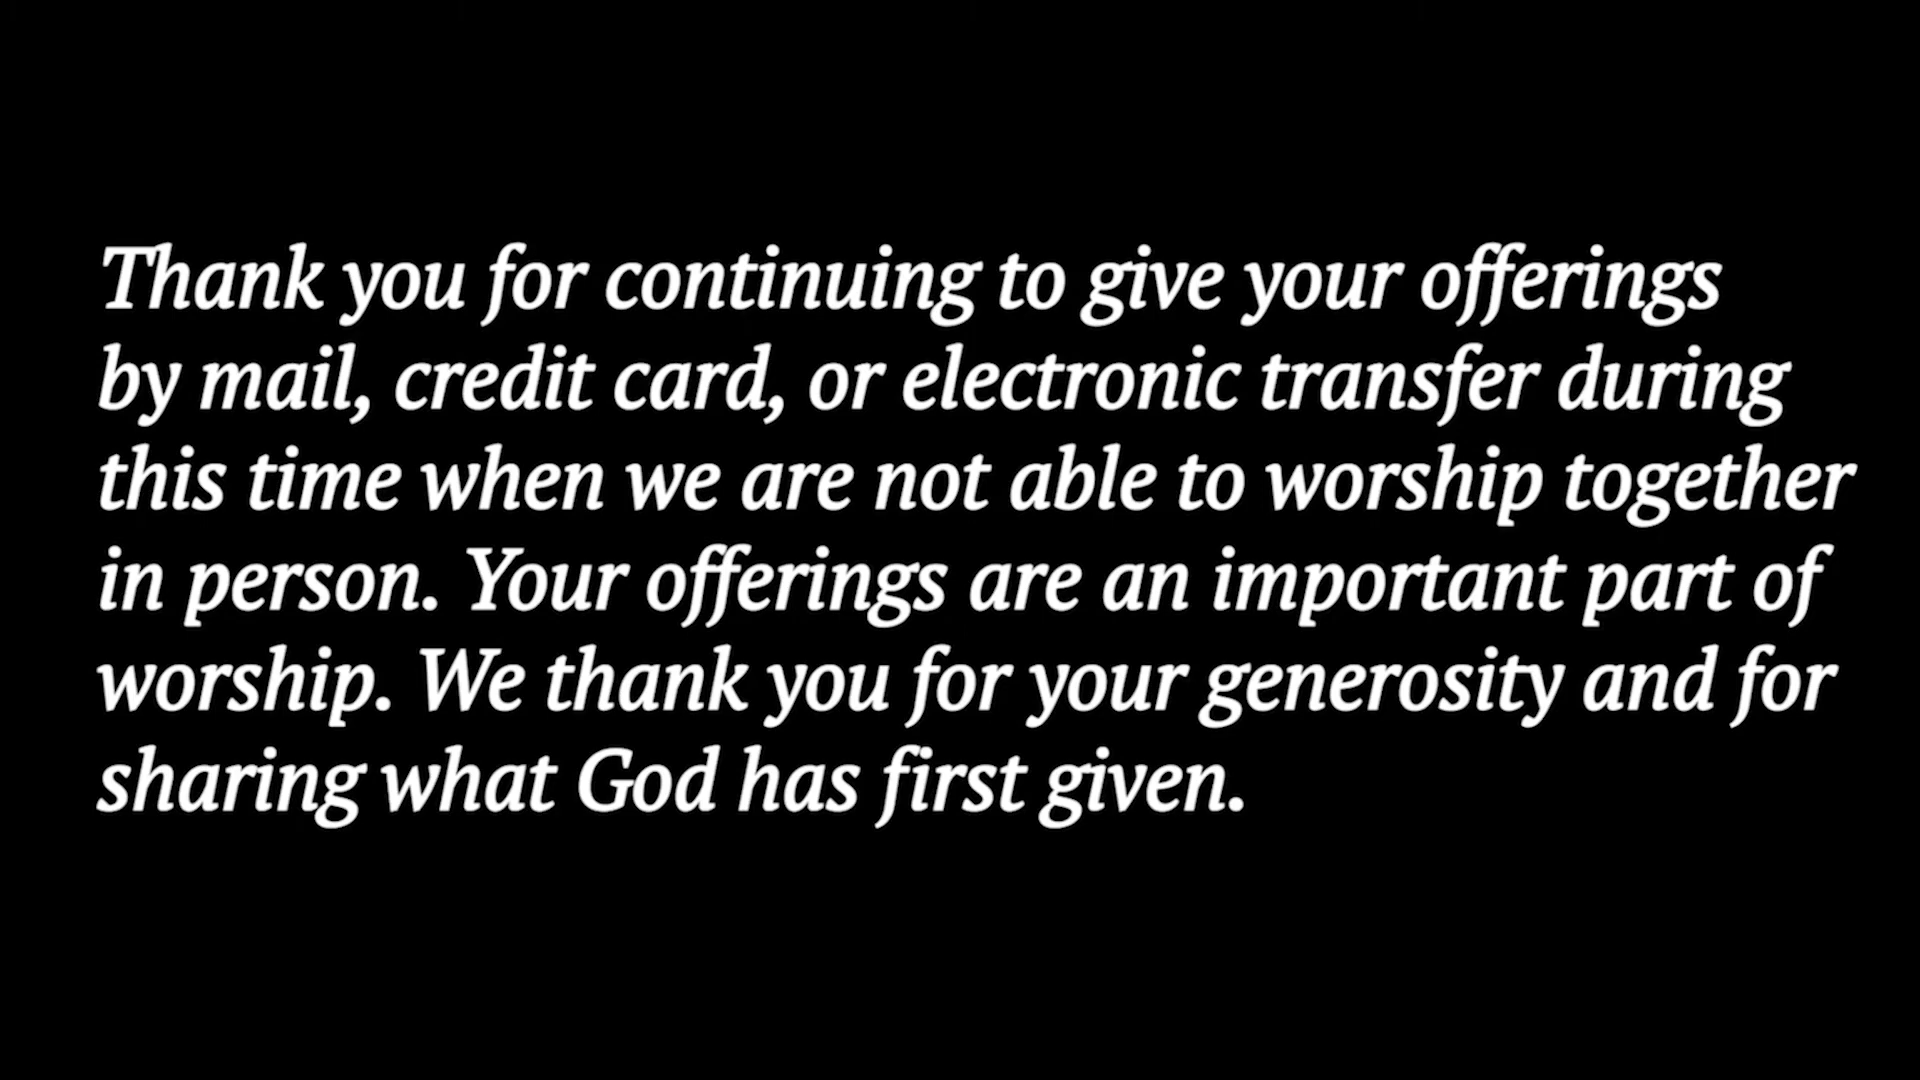 Thank you for continuing to give your offerings
by mail, credit card, or electronic transfer during
this time when we are not able to worship together
in person. Your offerings are an important part of
worship. We thank you for your generosity and for
sharing what God has first given.